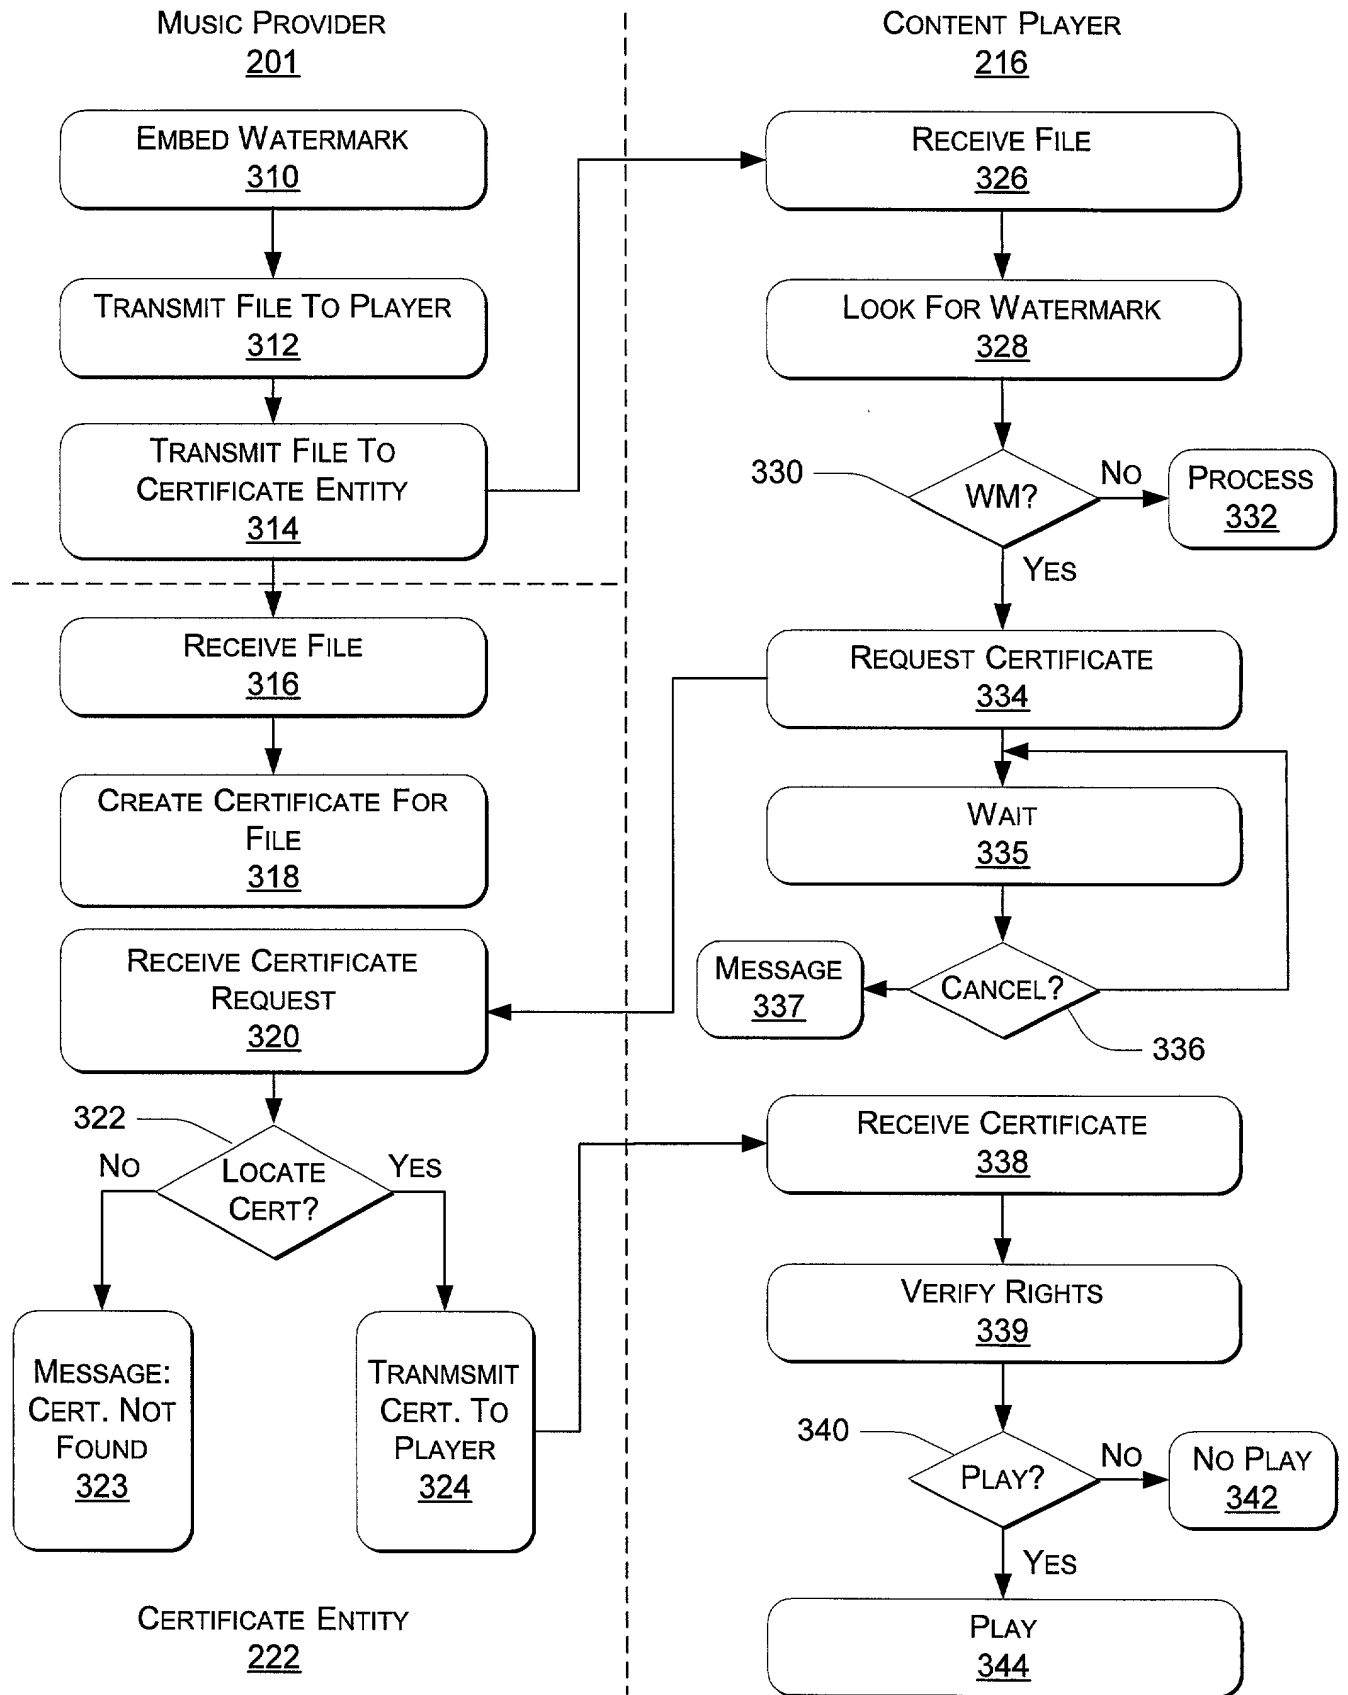 MUSIC PROVIDER
201
EMBED WATERMARK
310
TRANSMIT FILE TO PLAYER
312
TRANSMIT FILE TO
CERTIFICATE ENTITY
314
RECEIVE FILE
316
CREATE CERTIFICATE FOR
FILE
318
RECEIVE CERTIFICATE
REQUEST
320
322
LOCATE
CERT?
NO
YES
MESSAGE:
CERT. NOT
FOUND
323
TRANMSMIT
CERT. TO
PLAYER
324
CERTIFICATE ENTITY
222
CONTENT PLAYER
216
RECEIVE FILE
326
LOOK FOR WATERMARK
328
330
WM?
NO
PROCESS
332
YES
REQUEST CERTIFICATE
334
WAIT
335
MESSAGE
337
CANCEL?
336
RECEIVE CERTIFICATE
338
VERIFY RIGHTS
339
340
PLAY?
NO
NO PLAY
342
YES
PLAY
344